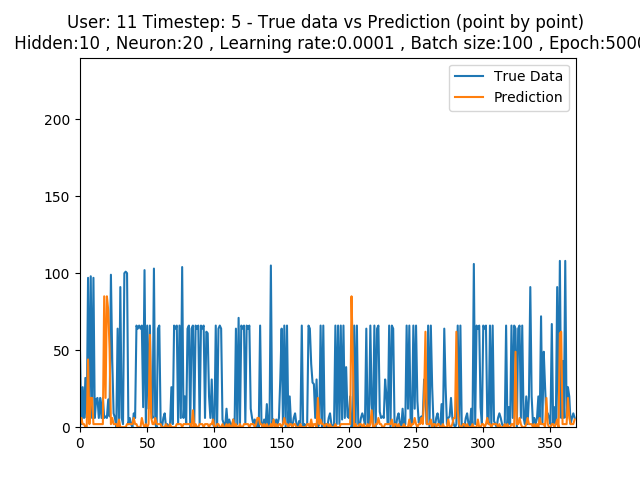 User: 11 Timestep: 5 - True data vs Prediction (point by point)
Hidden:10 , Neuron:20 , Learning rate:0.0001 , Batch size:100 , Epoch:5000
True Data
Prediction
200
150
100
50
0
0 50 100 150 200 250 300 350